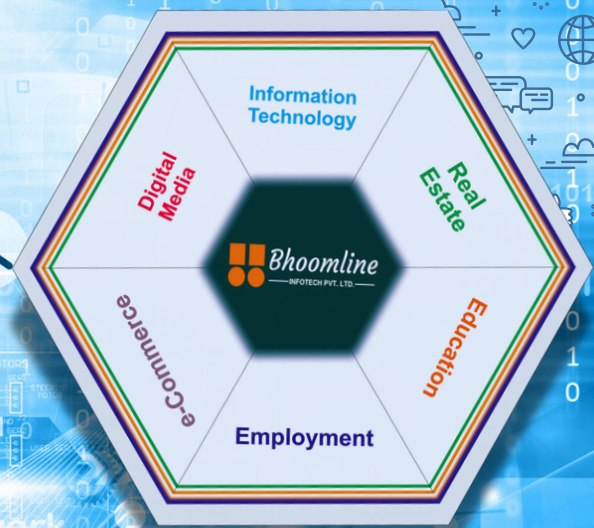 Information
Technology
Real
Estate
Education
Employment
e-Commerce
Digital
Media
Bhoomline
INFOTECH PVT. LTD.